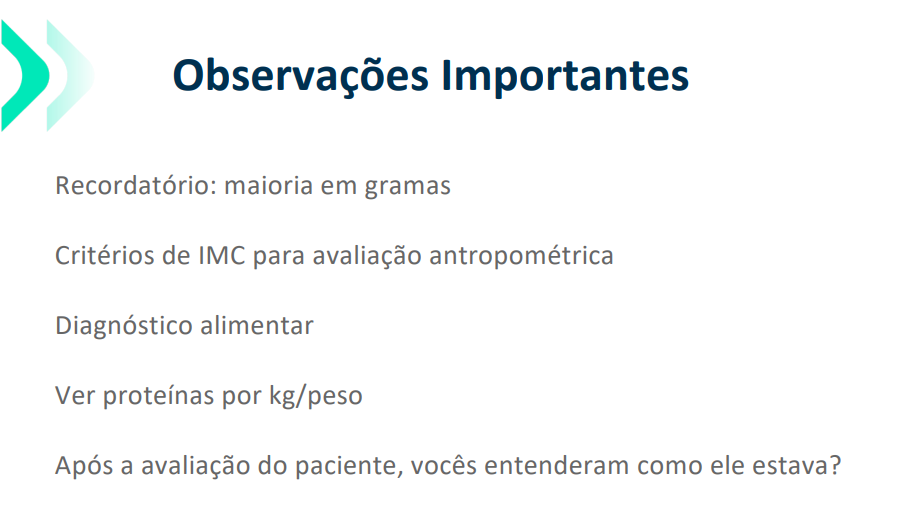 Observações Importantes
Recordatório: maioria em gramas
Critérios de IMC para avaliação antropométrica
Diagnóstico alimentar
Ver proteínas por kg/peso
Após a avaliação do paciente, vocês entenderam como ele estava?